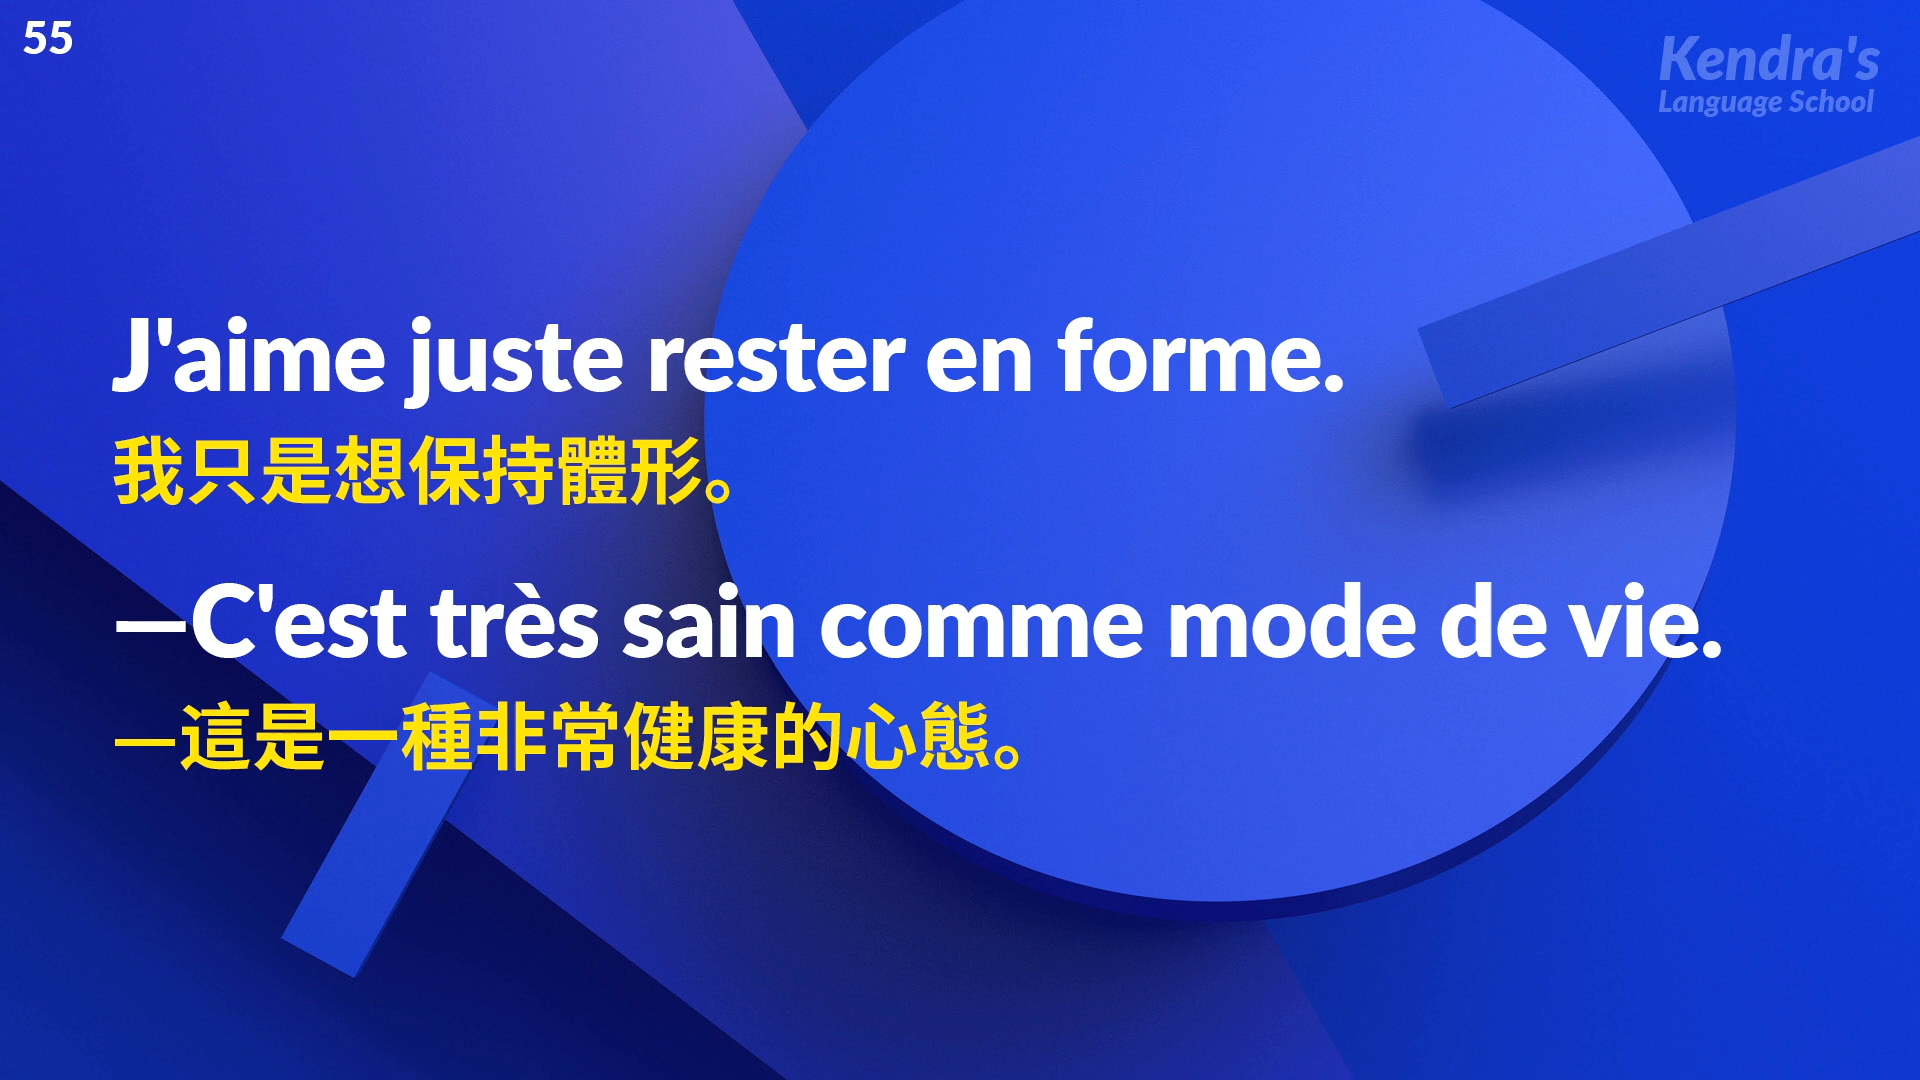 55
Kendra's
Language School
J'aime juste rester en forme.
我只是想保持體形。
—C'est très sain comme mode de vie.
—這是一種非常健康的心態。